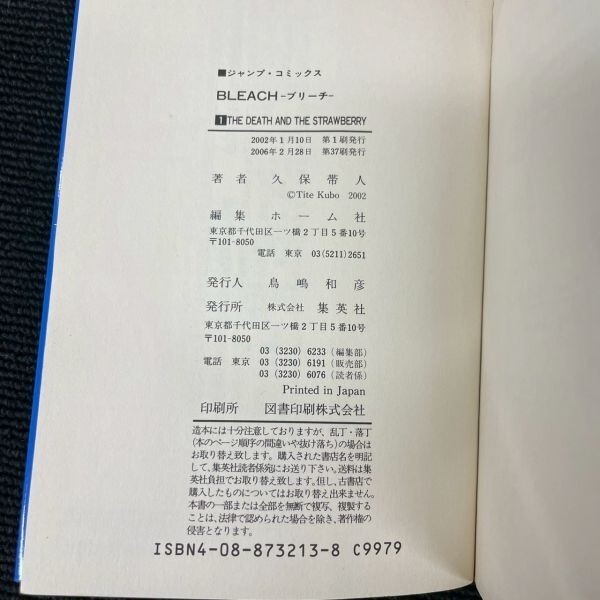 ■ジャンプ・コミックス
BLEACH-ブリーチ-
1 THE DEATH AND THE STRAWBERRY
2002年1月10日 第1刷発行
2006年2月28日 第37刷発行
著者 久保帯人
©Tite Kubo 2002
編集 ホーム社
東京都千代田区一ツ橋2丁目5番10号
〒101-8050
電話 東京 03(5211)2651
発行人 鳥嶋和彦
発行所 株式会社 集英社
東京都千代田区一ツ橋2丁目5番10号
〒101-8050
03(3230)6233(編集部)
電話 東京 03(3230)6191(販売部)
03(3230)6076(読者係)
Printed in Japan
印刷所 図書印刷株式会社
造本には十分注意しておりますが、乱丁・落丁
(本のページ順序の間違いや抜け落ち)の場合は
お取り替え致します。購入された書店名を明記
して、集英社読者係宛にお送り下さい。送料は集
英社負担でお取り替え致します。但し、古書店で
購入したものについてはお取り替え出来ません。
本書の一部または全部を無断で複写、複製する
ことは、法律で認められた場合を除き、著作権の
侵害となります。
ISBN4-08-873213-8 C9979